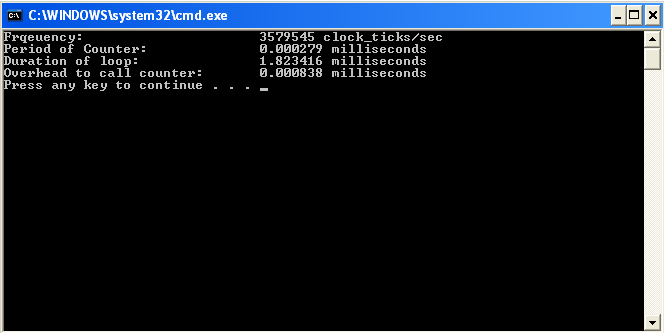 C:\WINDOWS\system32\cmd.exe
Frqeuency: 3579545 clock_ticks/sec
Period of Counter: 0.000279 milliseconds
Duration of loop: 1.823416 milliseconds
Overhead to call counter: 0.000838 milliseconds
Press any key to continue . . .